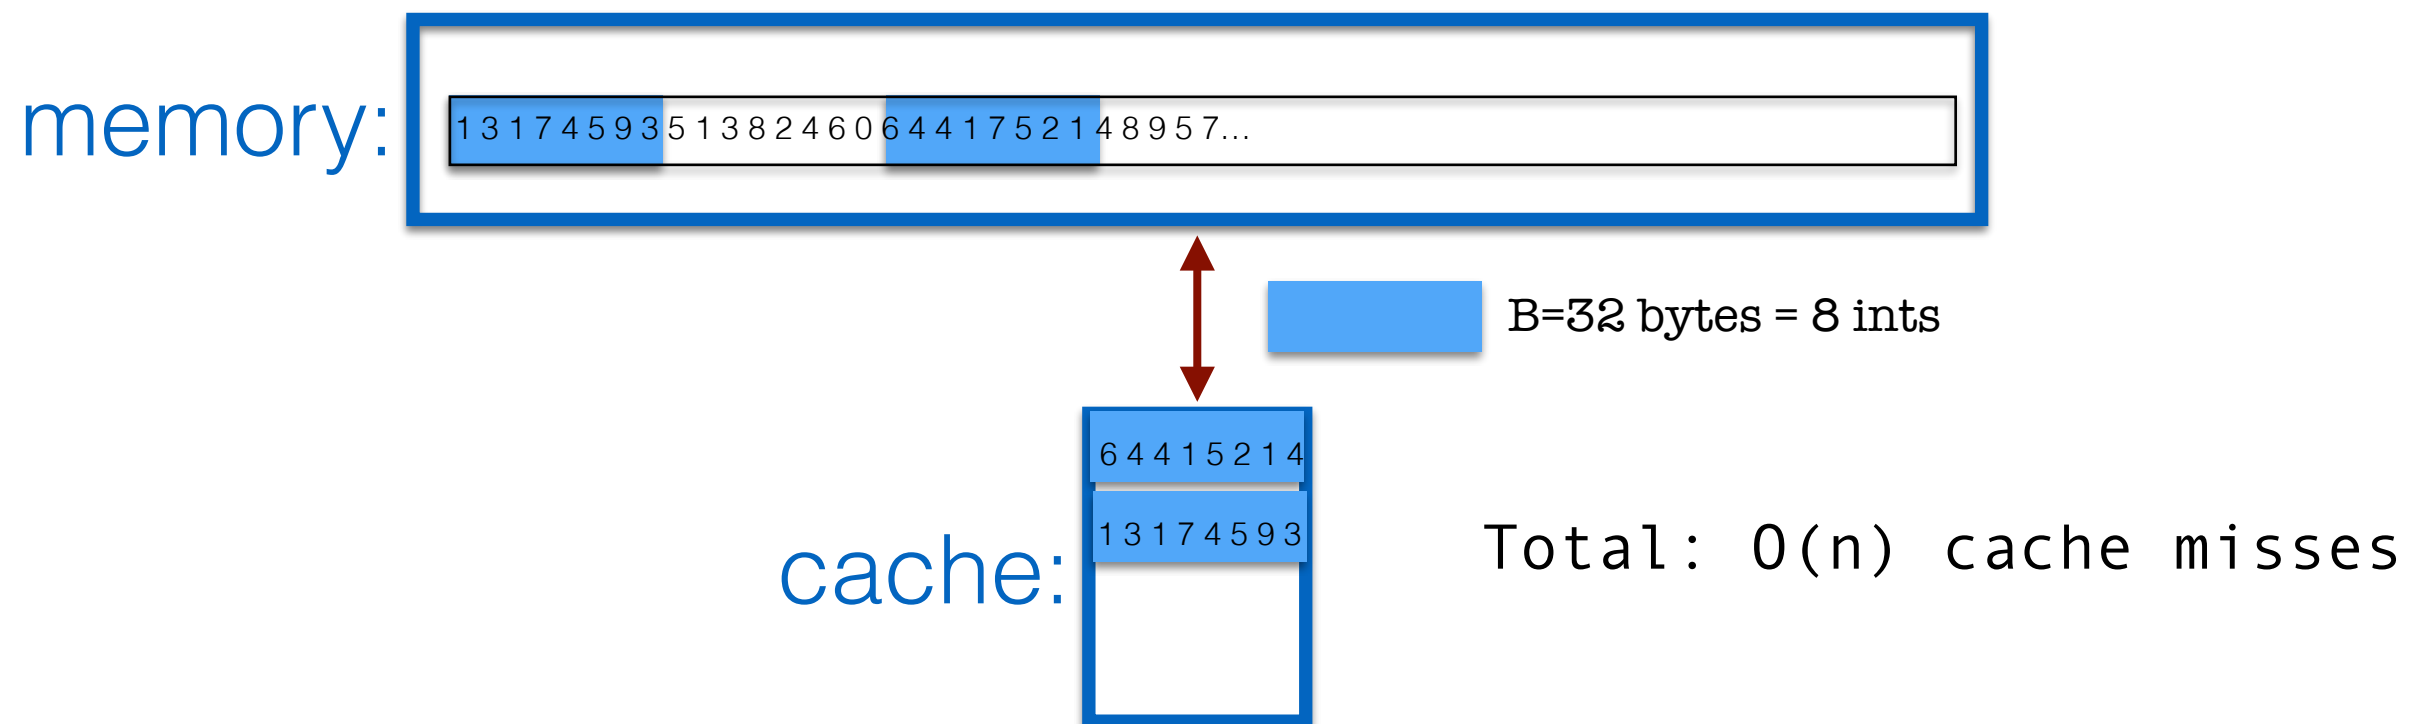 memory:
1 3 1 7 4 5 9 3 5 1 3 8 2 4 6 0 6 4 4 1 7 5 2 1 4 8 9 5 7...
B=32 bytes = 8 ints
6 4 4 1 5 2 1 4
1 3 1 7 4 5 9 3
cache:
Total: O(n) cache misses